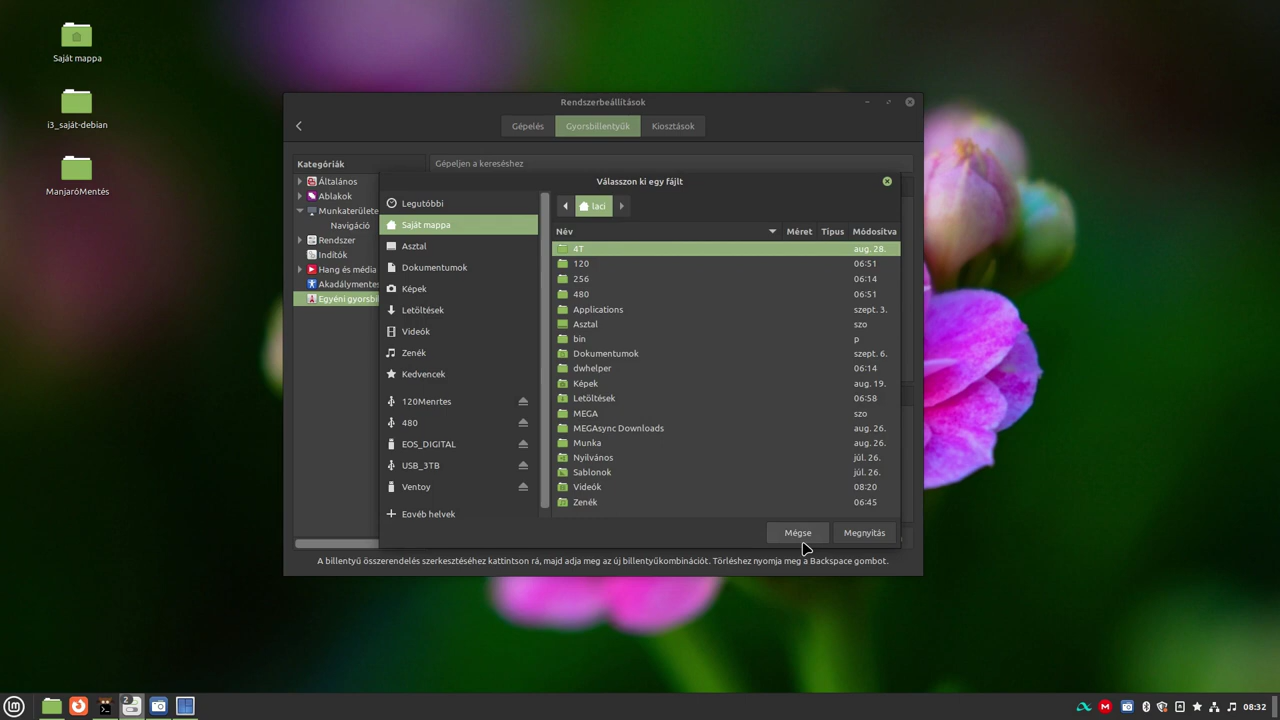 Saját mappa
i3_saját-debian
ManjaróMentés
Rendszerbeállítások
Gépelés
Gyorsbillentyűk
Kiosztások
Kategóriák
Gépeljen a kereséshez
Általános
Ablakok
Munkaterülete
Navigáció
Rendszer
Indítók
Hang és média
Akadálymentes
Egyéni gyorsbi
Válasszon ki egy fájlt
Legutóbbi
Saját mappa
Asztal
Dokumentumok
Képek
Letöltések
Videók
Zenék
Kedvencek
120Menrtes
480
EOS_DIGITAL
USB_3TB
Ventoy
Egyéb helyek
laci
Név Méret Típus Módosítva
4T aug. 28.
120 06:51
256 06:14
480 06:51
Applications szept. 3.
Asztal szo
bin p
Dokumentumok szept. 6.
dwhelper 06:14
Képek aug. 19.
Letöltések 06:58
MEGA szo
MEGAsync Downloads aug. 26.
Munka aug. 26.
Nyilvános júl. 26.
Sablonok júl. 26.
Videók 08:20
Zenék 06:45
Mégse
Megnyitás
A billentyű összerendelés szerkesztéséhez kattintson rá, majd adja meg az új billentyűkombinációt. Törléshez nyomja meg a Backspace gombot.
2
08:32